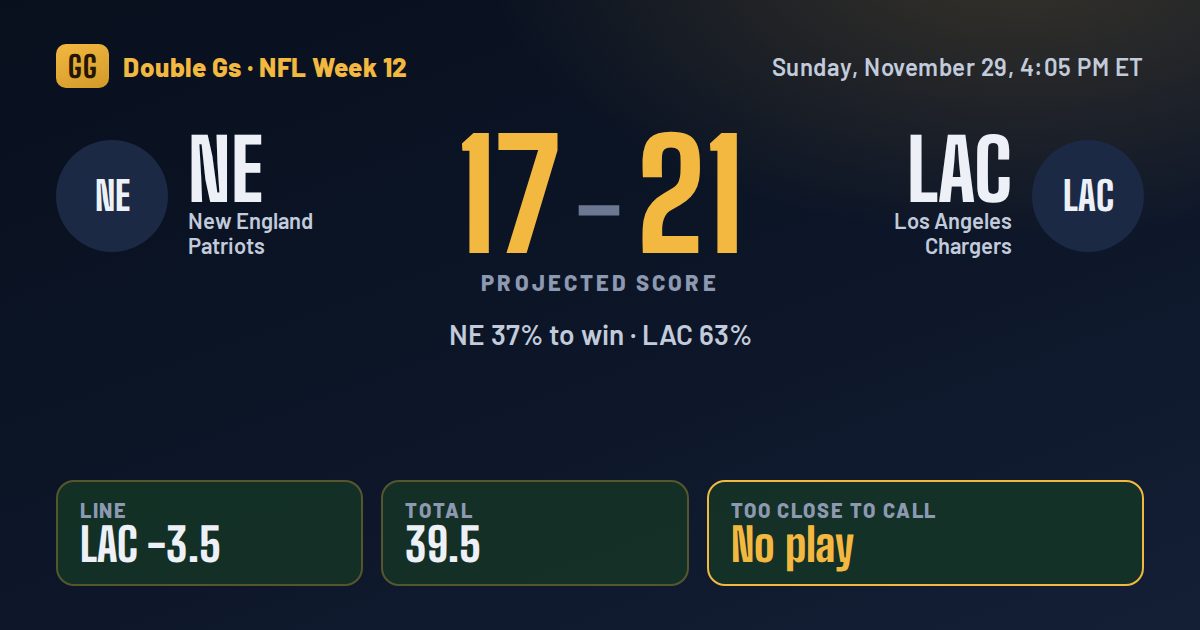 GG Double Gs · NFL Week 12
Sunday, November 29, 4:05 PM ET
NE
NE
New England
Patriots
17 – 21
PROJECTED SCORE
NE 37% to win · LAC 63%
LAC
Los Angeles
Chargers
LAC
LINE
LAC −3.5
TOTAL
39.5
TOO CLOSE TO CALL
No play